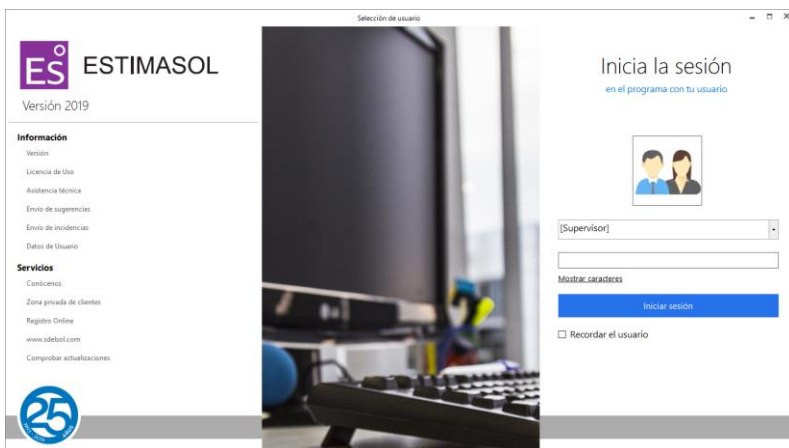 Selección de usuario
ES
ESTIMASOL
Versión 2019
Información
Versión
Licencia de Uso
Asistencia técnica
Envío de sugerencias
Envío de incidencias
Datos de Usuario
Servicios
Conócenos
Zona privada de clientes
Registro Online
www.sdelsol.com
Comprobar actualizaciones
25
Inicia la sesión
en el programa con tu usuario
[Supervisor]
Mostrar caracteres
Iniciar sesión
Recordar el usuario